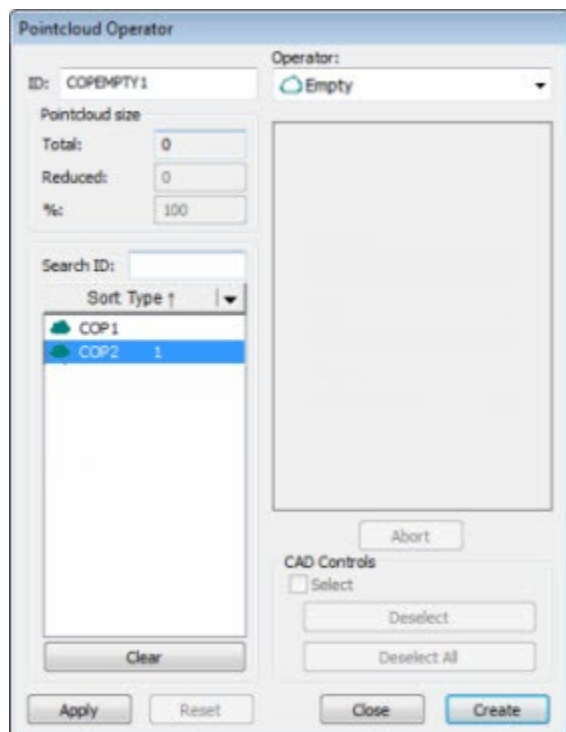 Pointcloud Operator
ID: COPEMPTY1
Operator:
Empty
Pointcloud size
Total: 0
Reduced: 0
%: 100
Search ID:
Sort Type ↑
COP1
COP2 1
Clear
Abort
CAD Controls
Select
Deselect
Deselect All
Apply
Reset
Close
Create